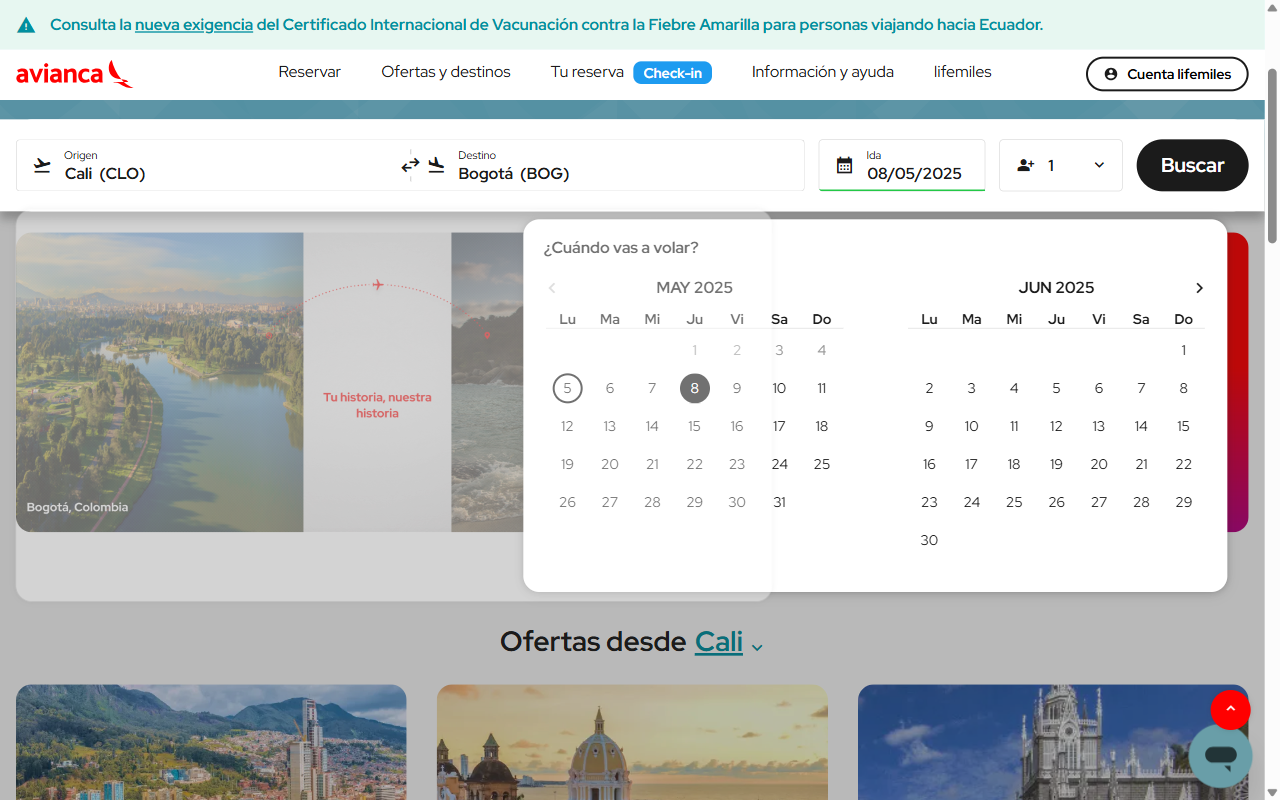 Consulta la nueva exigencia del Certificado Internacional de Vacunación contra la Fiebre Amarilla para personas viajando hacia Ecuador.
avianca
Reservar
Ofertas y destinos
Tu reserva
Check-in
Información y ayuda
lifemiles
Cuenta lifemiles
Origen
Cali (CLO)
Destino
Bogotá (BOG)
Ida
08/05/2025
1
Buscar
¿Cuándo vas a volar?
MAY 2025
Lu Ma Mi Ju Vi Sa Do
1 2 3 4
5 6 7 8 9 10 11
12 13 14 15 16 17 18
19 20 21 22 23 24 25
26 27 28 29 30 31
JUN 2025
Lu Ma Mi Ju Vi Sa Do
1
2 3 4 5 6 7 8
9 10 11 12 13 14 15
16 17 18 19 20 21 22
23 24 25 26 27 28 29
30
Tu historia, nuestra
historia
Bogotá, Colombia
Ofertas desde Cali